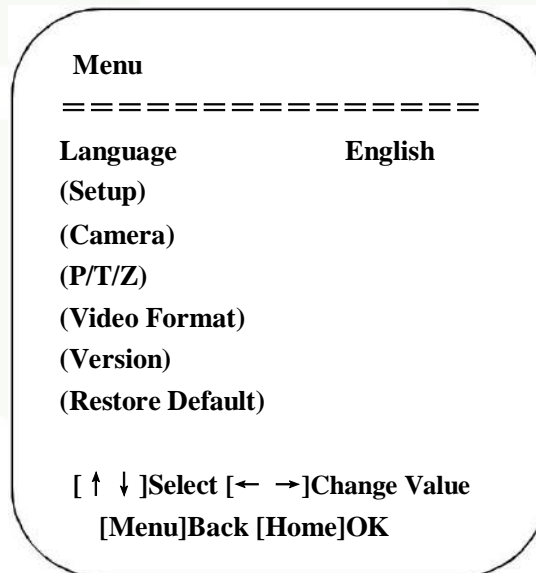 Menu
===============
Language English
(Setup)
(Camera)
(P/T/Z)
(Video Format)
(Version)
(Restore Default)
[ ↑ ↓ ]Select [← →]Change Value
[Menu]Back [Home]OK